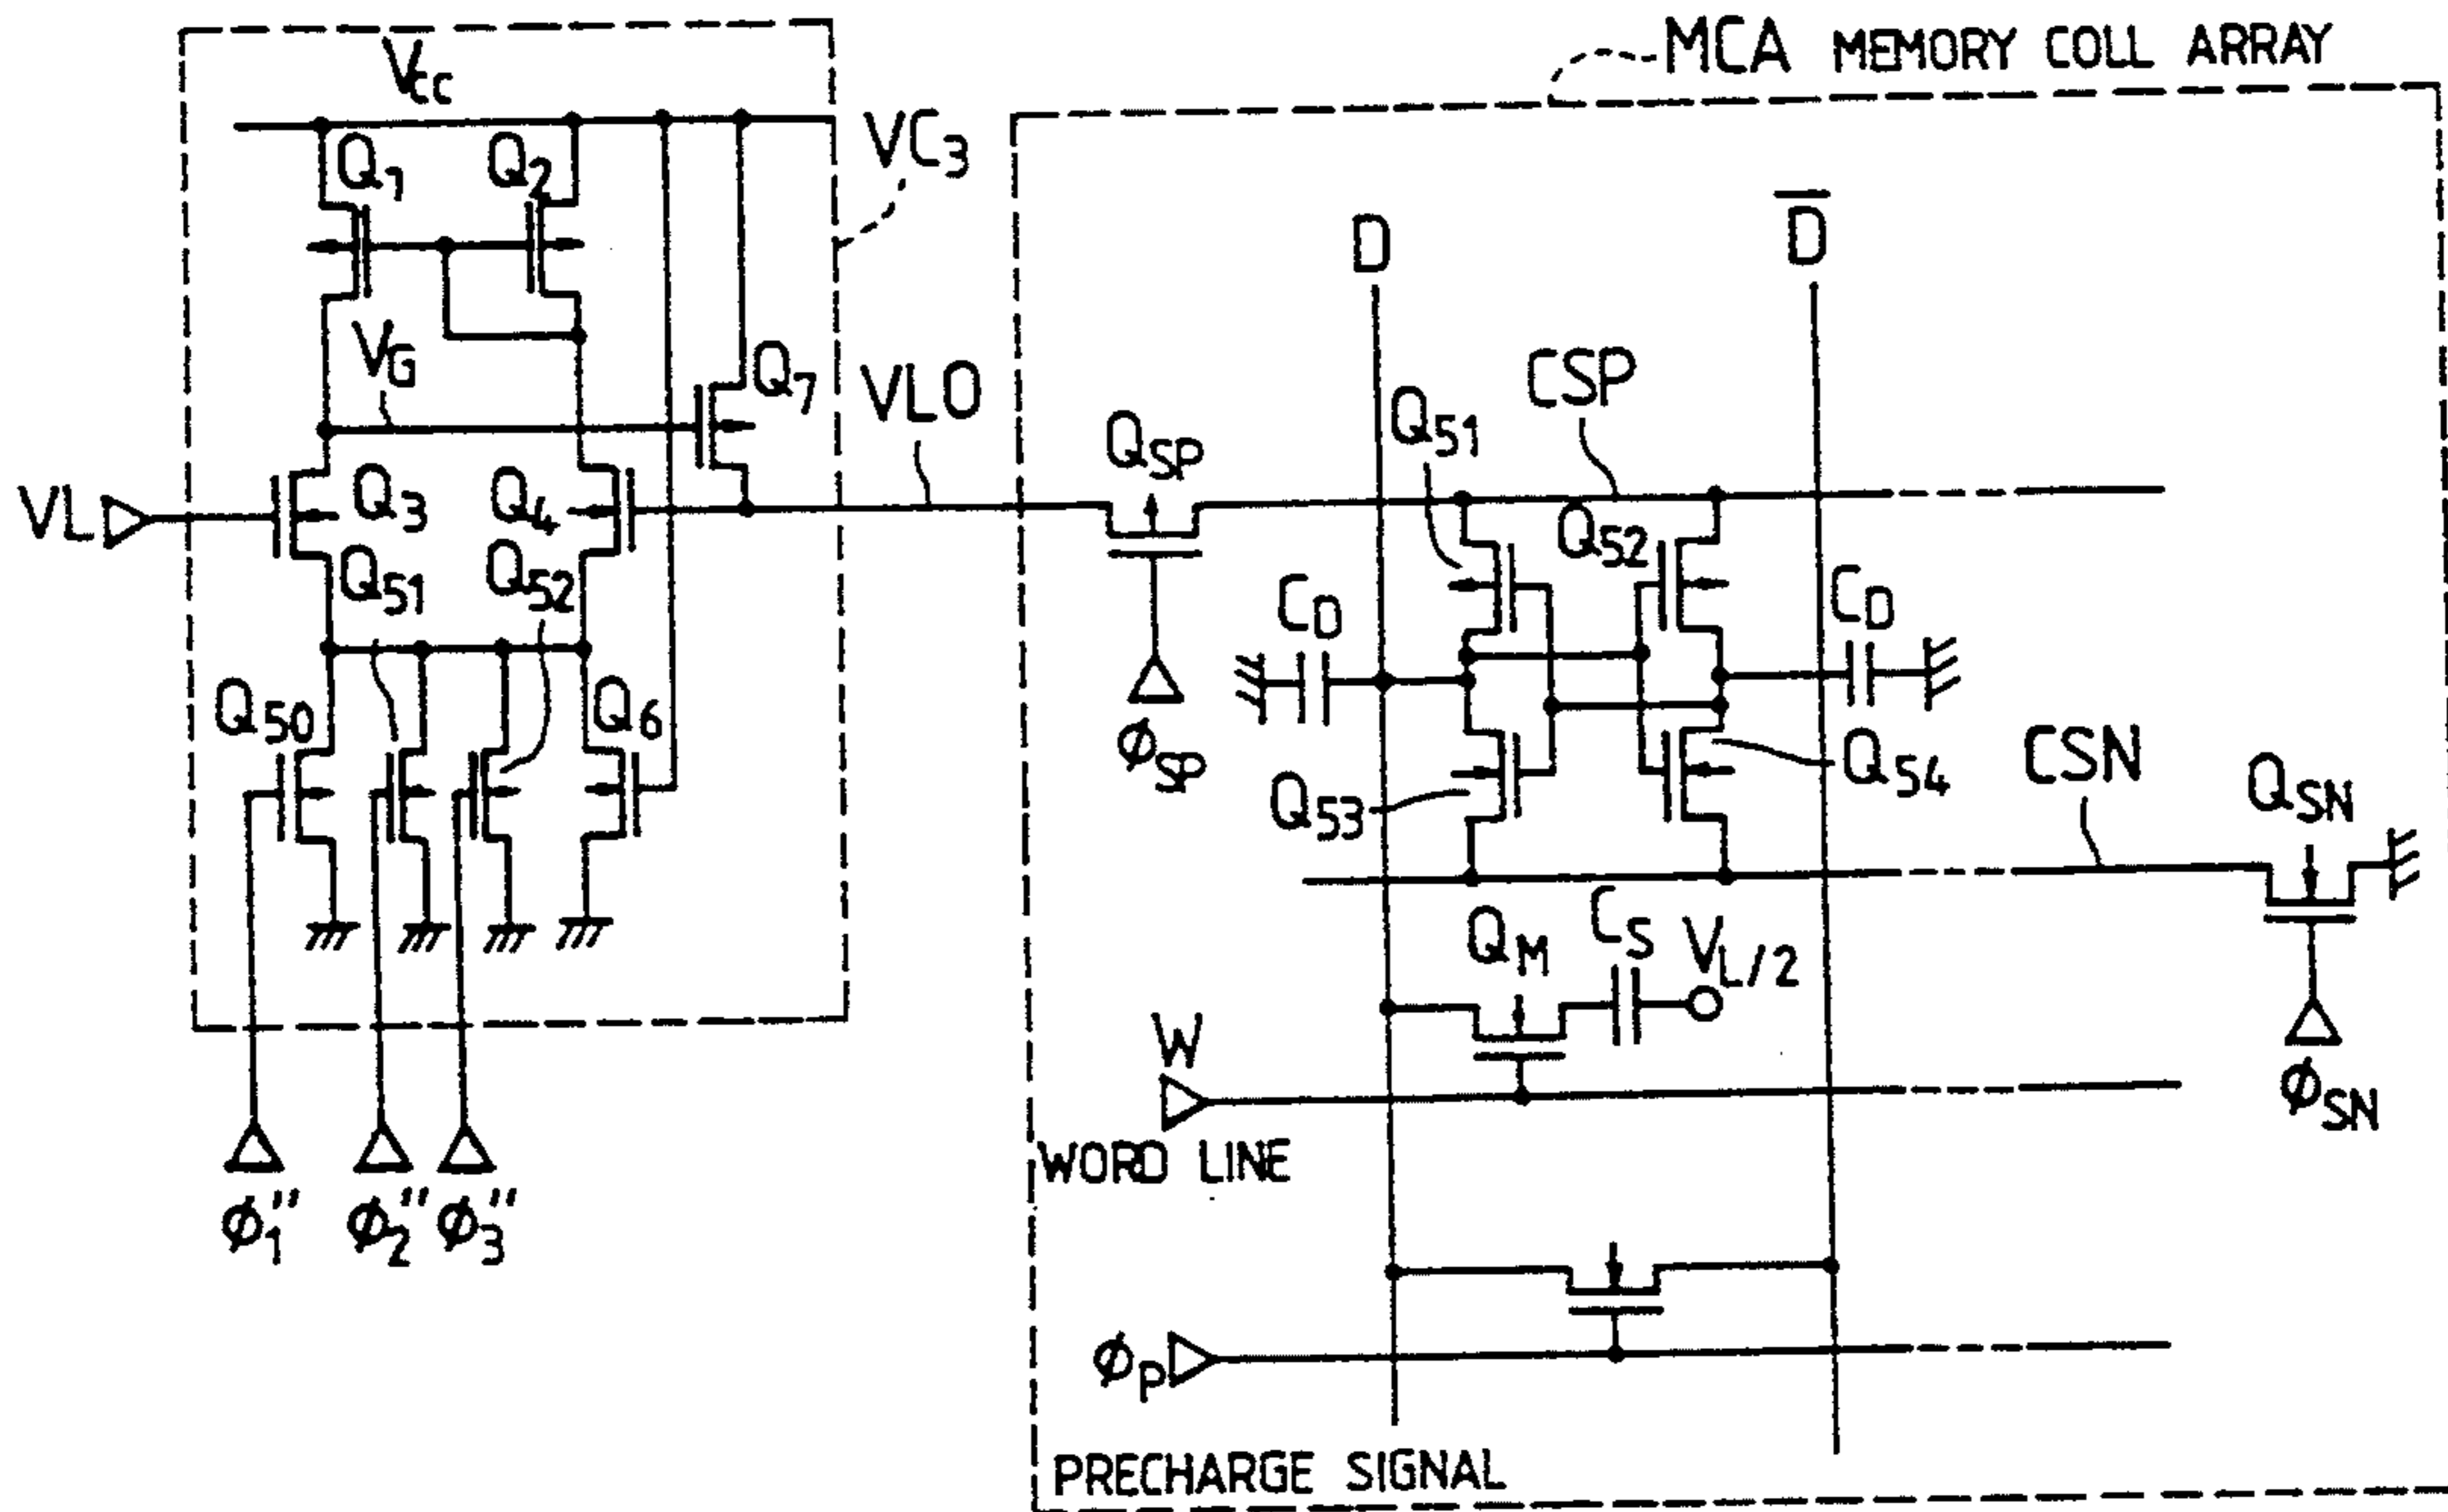 MCA MEMORY COLL ARRAY
VCC
VC3
Q1
Q2
D
D̅
VG
Q7
VLO
CSP
QSP
Q51
VL
Q3
Q4
Q52
Q51
Q52
CD
CD
Q50
Q6
φSP
Q53
Q54
CSN
QSN
QM
CS
VL/2
W
WORD LINE
φSN
φ1"
φ2"
φ3"
φP
PRECHARGE SIGNAL